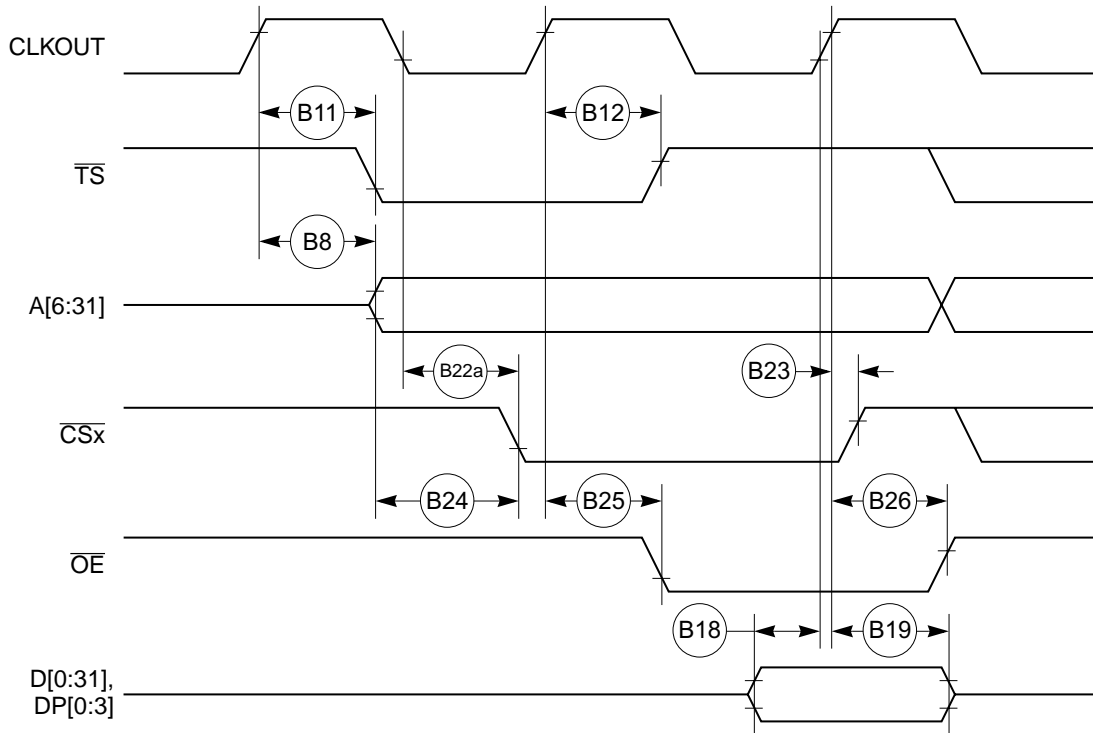 CLKOUT
B11
B12
TS
B8
A[6:31]
B22a
B23
CSx
B24
B25
B26
OE
B18
B19
D[0:31],
DP[0:3]